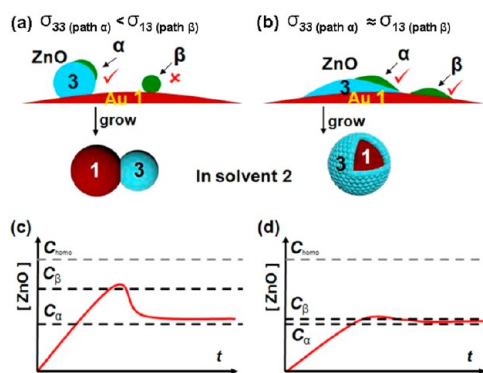 (a) σ33 (path α) < σ13 (path β)
ZnO α β
3
Au 1
grow
1 3
(b) σ33 (path α) ≈ σ13 (path β)
ZnO α β
3
Au 1
grow
3 1
In solvent 2
(c)
[ ZnO ]
Chomo
Cβ
Cα
t
(d)
[ ZnO ]
Chomo
Cβ
Cα
t